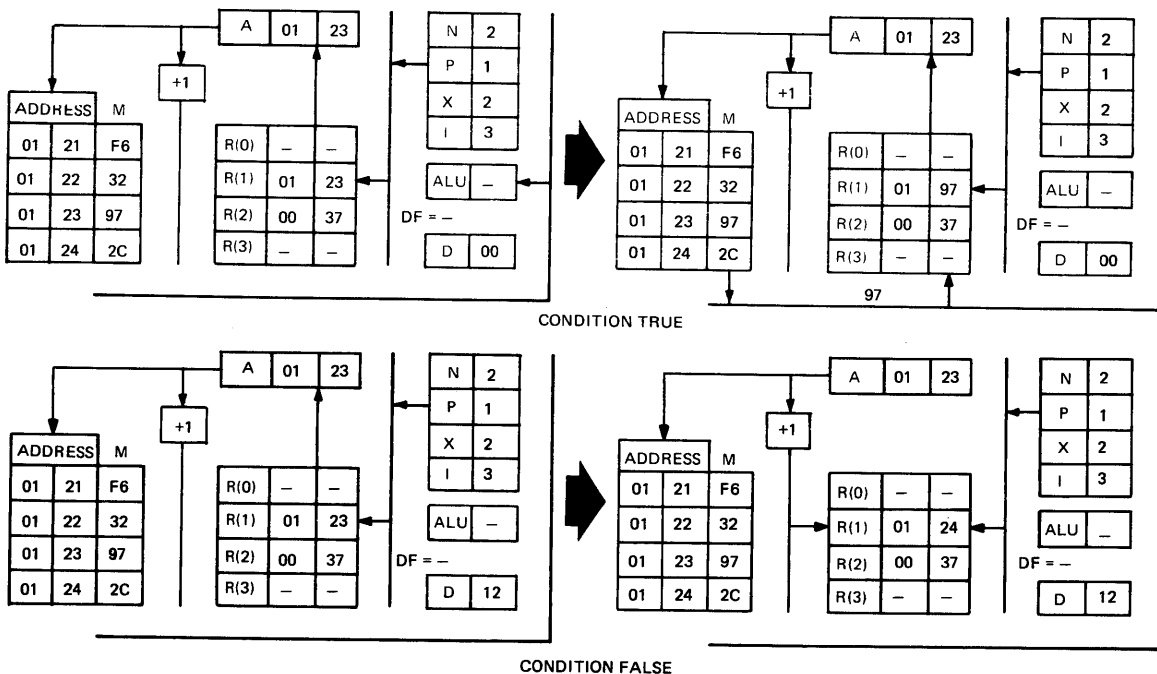 A 01 23
N 2
P 1
X 2
I 3
+1
ADDRESS M
01 21 F6
01 22 32
01 23 97
01 24 2C
R(0) – –
R(1) 01 23
R(2) 00 37
R(3) – –
ALU –
DF = –
D 00
A 01 23
N 2
P 1
X 2
I 3
+1
ADDRESS M
01 21 F6
01 22 32
01 23 97
01 24 2C
R(0) – –
R(1) 01 97
R(2) 00 37
R(3) – –
ALU –
DF = –
D 00
97
CONDITION TRUE
A 01 23
N 2
P 1
X 2
I 3
+1
ADDRESS M
01 21 F6
01 22 32
01 23 97
01 24 2C
R(0) – –
R(1) 01 23
R(2) 00 37
R(3) – –
ALU –
DF = –
D 12
A 01 23
N 2
P 1
X 2
I 3
+1
ADDRESS M
01 21 F6
01 22 32
01 23 97
01 24 2C
R(0) – –
R(1) 01 24
R(2) 00 37
R(3) – –
ALU –
DF = –
D 12
CONDITION FALSE